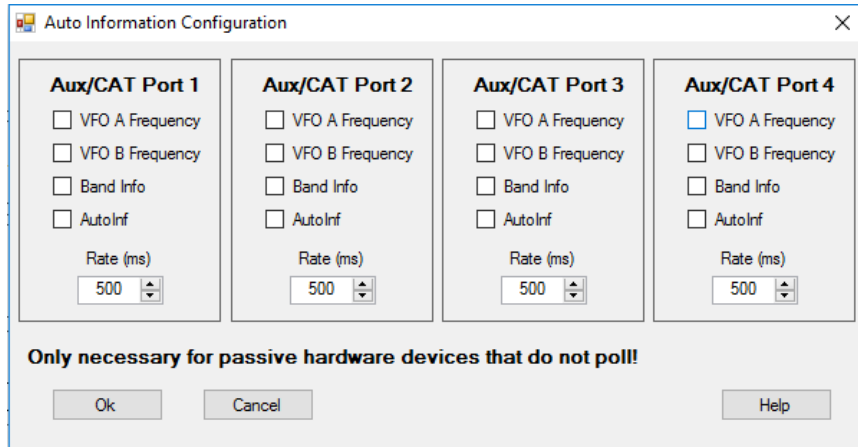 Auto Information Configuration
Aux/CAT Port 1
VFO A Frequency
VFO B Frequency
Band Info
AutoInf
Rate (ms)
500
Aux/CAT Port 2
VFO A Frequency
VFO B Frequency
Band Info
AutoInf
Rate (ms)
500
Aux/CAT Port 3
VFO A Frequency
VFO B Frequency
Band Info
AutoInf
Rate (ms)
500
Aux/CAT Port 4
VFO A Frequency
VFO B Frequency
Band Info
AutoInf
Rate (ms)
500
Only necessary for passive hardware devices that do not poll!
Ok
Cancel
Help